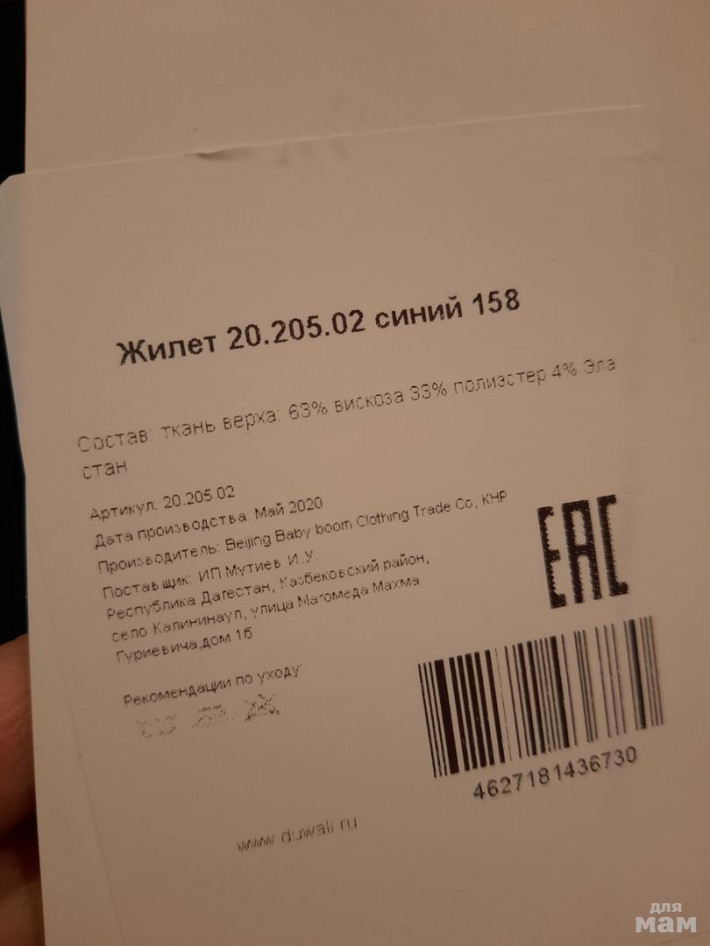 Жилет 20.205.02 синий 158
Состав: ткань верха: 63% вискоза 33% полиэстер 4% Эла
стан
Артикул: 20.205.02
Дата производства: Май 2020
Производитель: Beijing Baby boom Clothing Trade Co, КНР
Поставщик: ИП Мутиев И.У.
Республика Дагестан, Казбековский район,
село Калининаул, улица Магомеда Махма
Гуриевича,дом 16
EAC
Рекомендации по уходу:
4627181436730
www.duwali.ru
для
мам